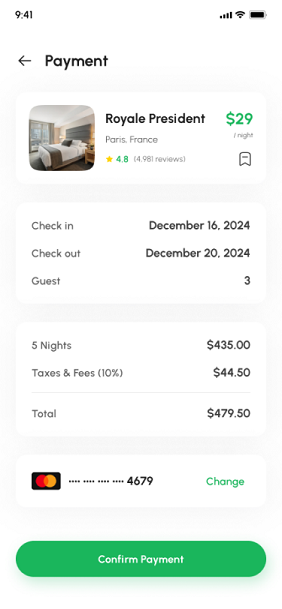 9:41
Payment
Royale President
$29
Paris, France
/ night
4.8 (4,981 reviews)
Check in December 16, 2024
Check out December 20, 2024
Guest 3
5 Nights $435.00
Taxes & Fees (10%) $44.50
Total $479.50
•••• •••• •••• •••• 4679 Change
Confirm Payment